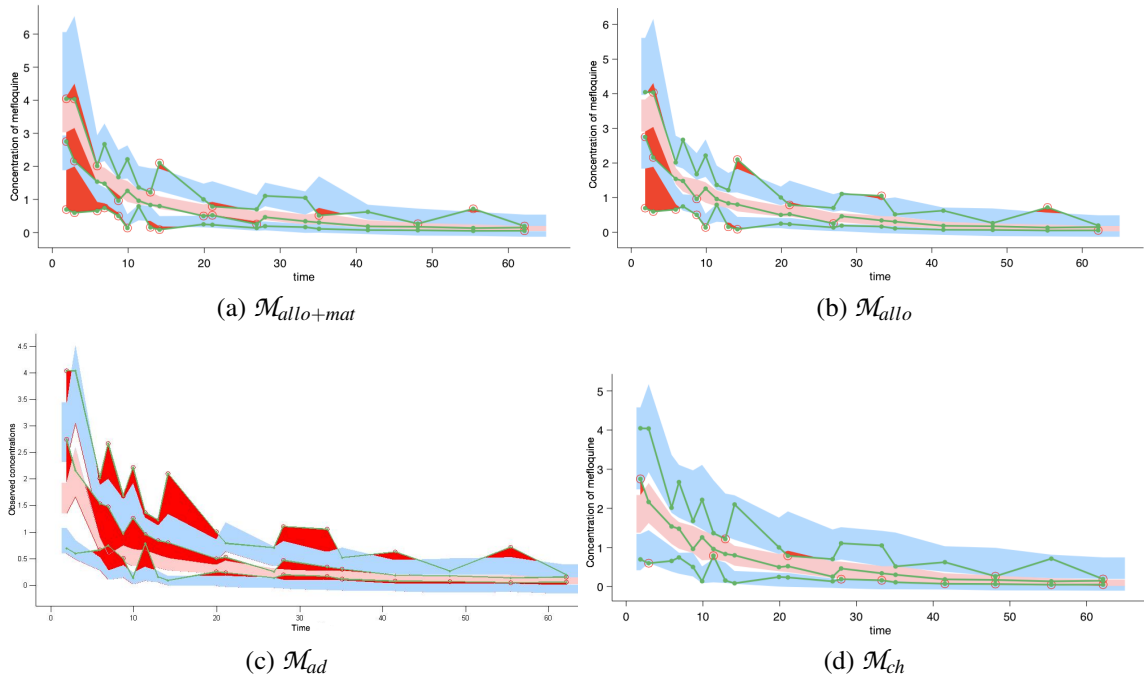 6
5
4
3
2
1
0
Concentration of mefloquine
0 10 20 30 40 50 60
time
(a) ℳallo+mat
6
5
4
3
2
1
0
Concentration of mefloquine
0 10 20 30 40 50 60
time
(b) ℳallo
4.5
4
3.5
3
2.5
2
1.5
1
0.5
0
Observed concentrations
0 10 20 30 40 50 60
Time
(c) ℳad
5
4
3
2
1
0
Concentration of mefloquine
0 10 20 30 40 50 60
time
(d) ℳch